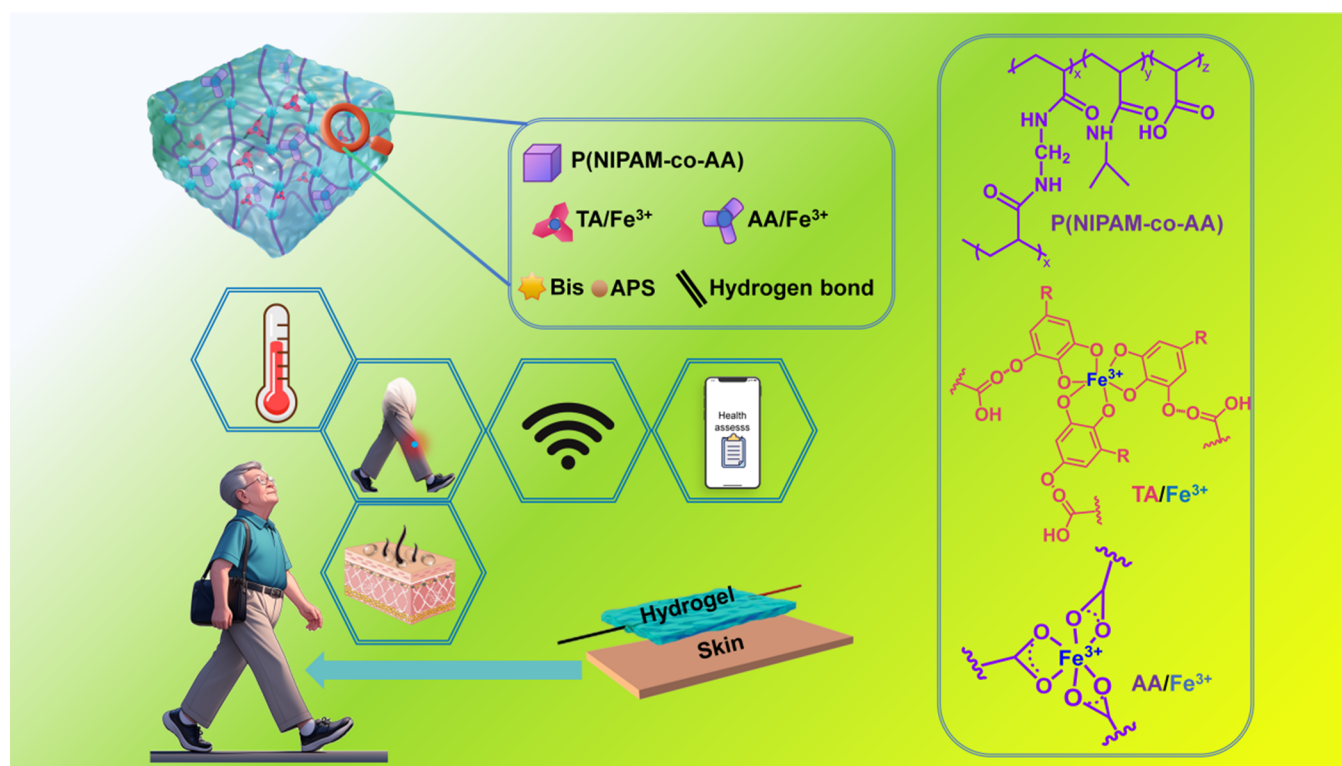 P(NIPAM-co-AA)
TA/Fe³⁺
AA/Fe³⁺
Bis
APS
Hydrogen bond
Health
assesss
Hydrogel
Skin
x
y
z
O
O
O
HN
NH
HO
CH₂
NH
O
P(NIPAM-co-AA)
x
R
R
O
O
O
O
Fe³⁺
O
O
O
O
OH
O
O
O
OH
O
O
R
O
O
HO
TA/Fe³⁺
O
O
O
Fe³⁺
O
O
O
AA/Fe³⁺